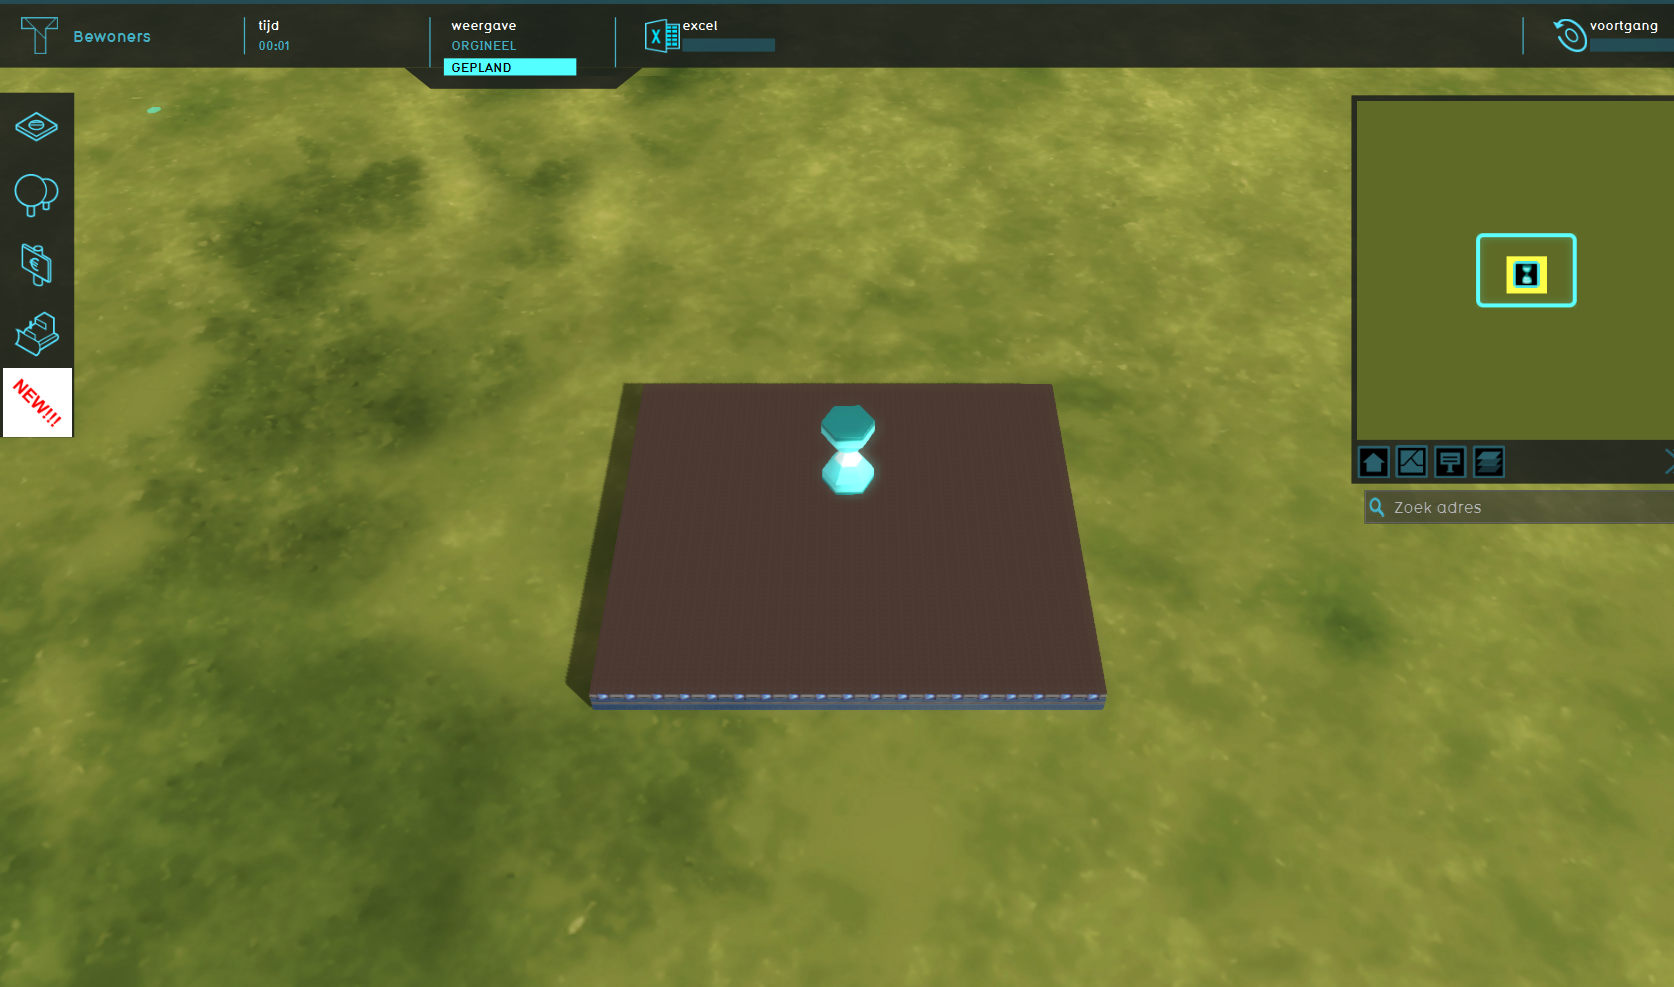 Bewoners
tijd
00:01
weergave
ORGINEEL
GEPLAND
excel
voortgang
NEW!!!
Zoek adres